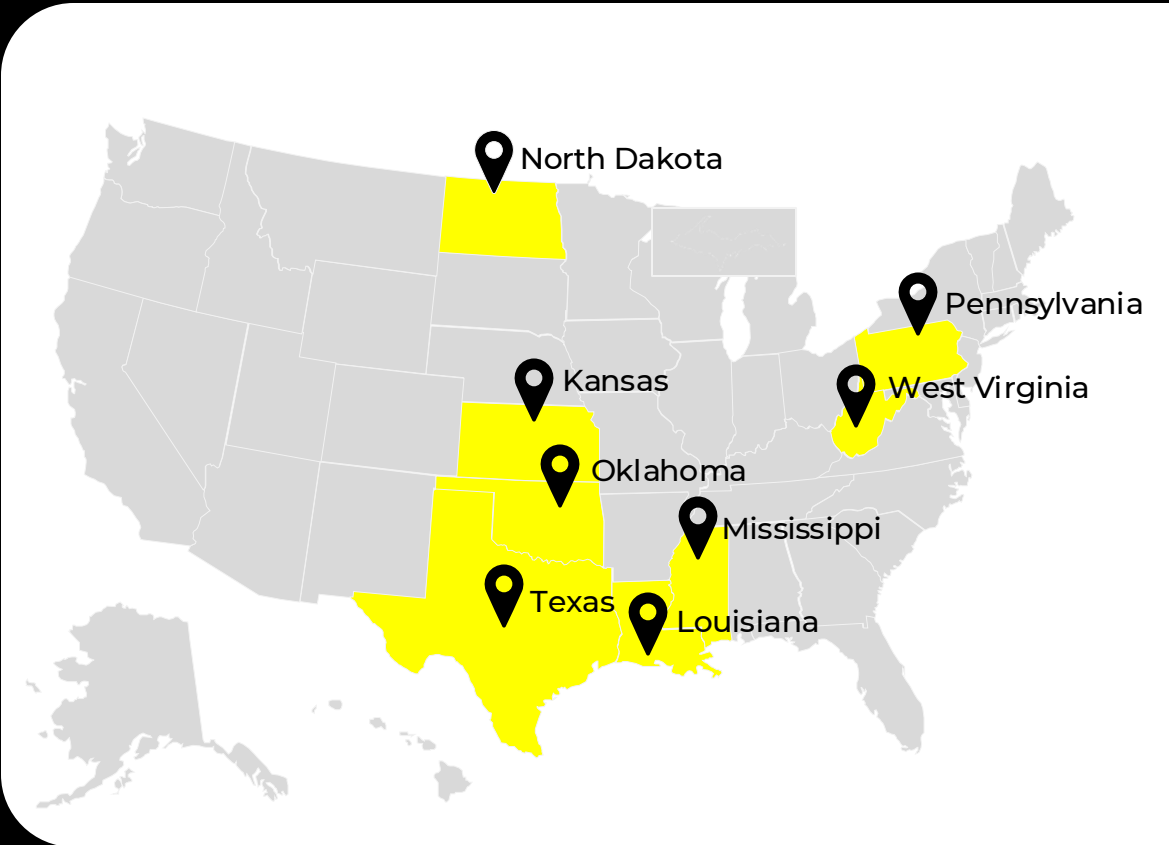 North Dakota
Pennsylvania
Kansas
West Virginia
Oklahoma
Mississippi
Texas
Louisiana